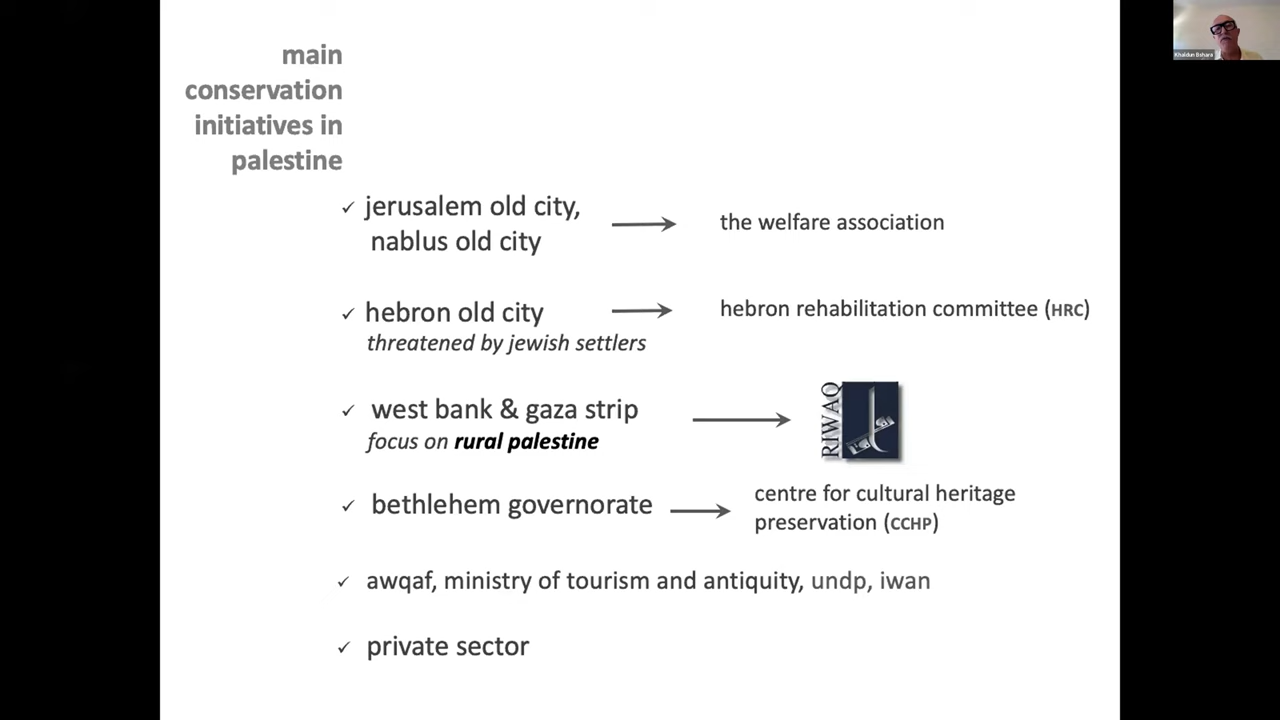 main
conservation
initiatives in
palestine
✓ jerusalem old city,
nablus old city
the welfare association
✓ hebron old city
threatened by jewish settlers
hebron rehabilitation committee (HRC)
✓ west bank & gaza strip
focus on rural palestine
RIWAQ
✓ bethlehem governorate
centre for cultural heritage
preservation (CCHP)
✓ awqaf, ministry of tourism and antiquity, undp, iwan
✓ private sector
Khaldun Bshara